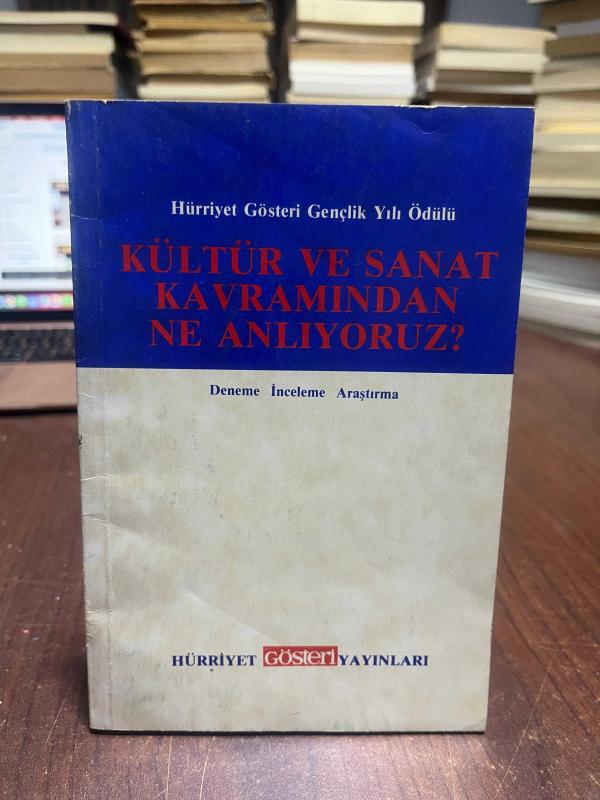 Hürriyet Gösteri Gençlik Yılı Ödülü
KÜLTÜR VE SANAT
KAVRAMINDAN
NE ANLIYORUZ?
Deneme İnceleme Araştırma
HÜRRİYET Gösteri YAYINLARI